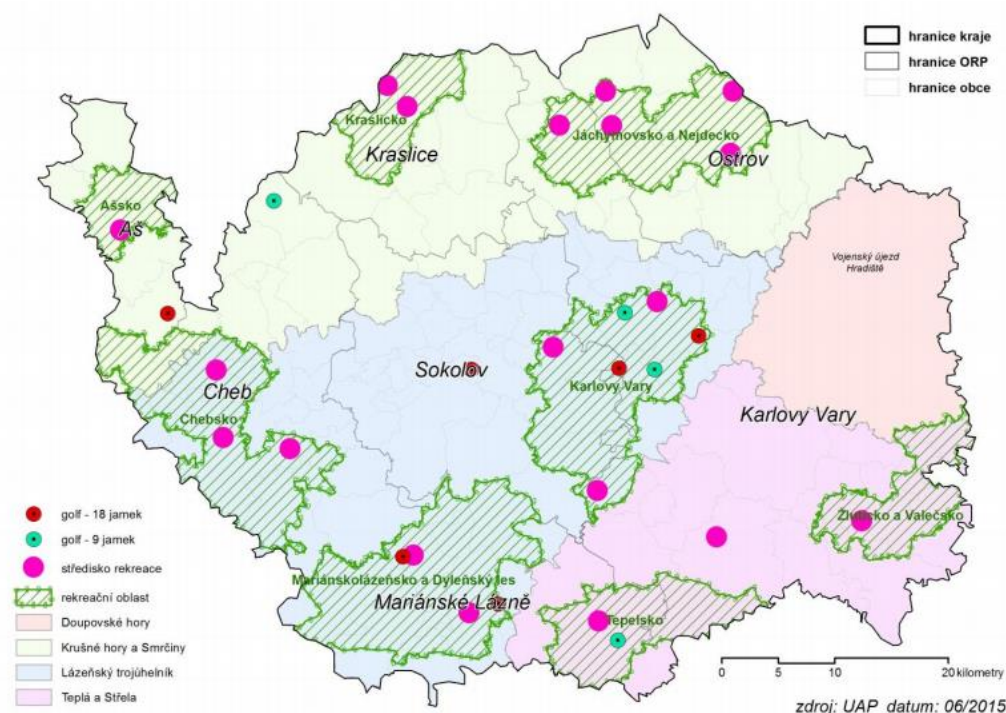 hranice kraje
hranice ORP
hranice obce
Kraslicko
Kraslice
Jáchymovsko a Nejdecko
Ostrov
Ašsko
Aš
Vojenský újezd
Hradiště
Sokolov
Karlovy Vary
Cheb
Chebsko
Karlovy Vary
Žluticko a Valečsko
Mariánskolázeňsko a Dyleňský les
Mariánské Lázně
Tepelsko
golf - 18 jamek
golf - 9 jamek
středisko rekreace
rekreační oblast
Doupovské hory
Krušné hory a Smrčiny
Lázeňský trojúhelník
Teplá a Střela
0 5 10 20 kilometry
zdroj: UAP datum: 06/2015